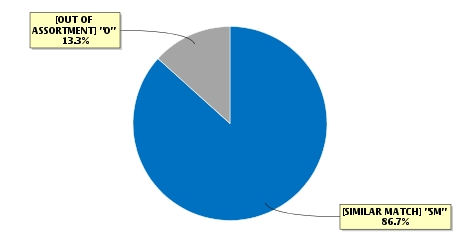 [OUT OF
ASSORTMENT] "O"
13.3%
[SIMILAR MATCH] "SM"
86.7%